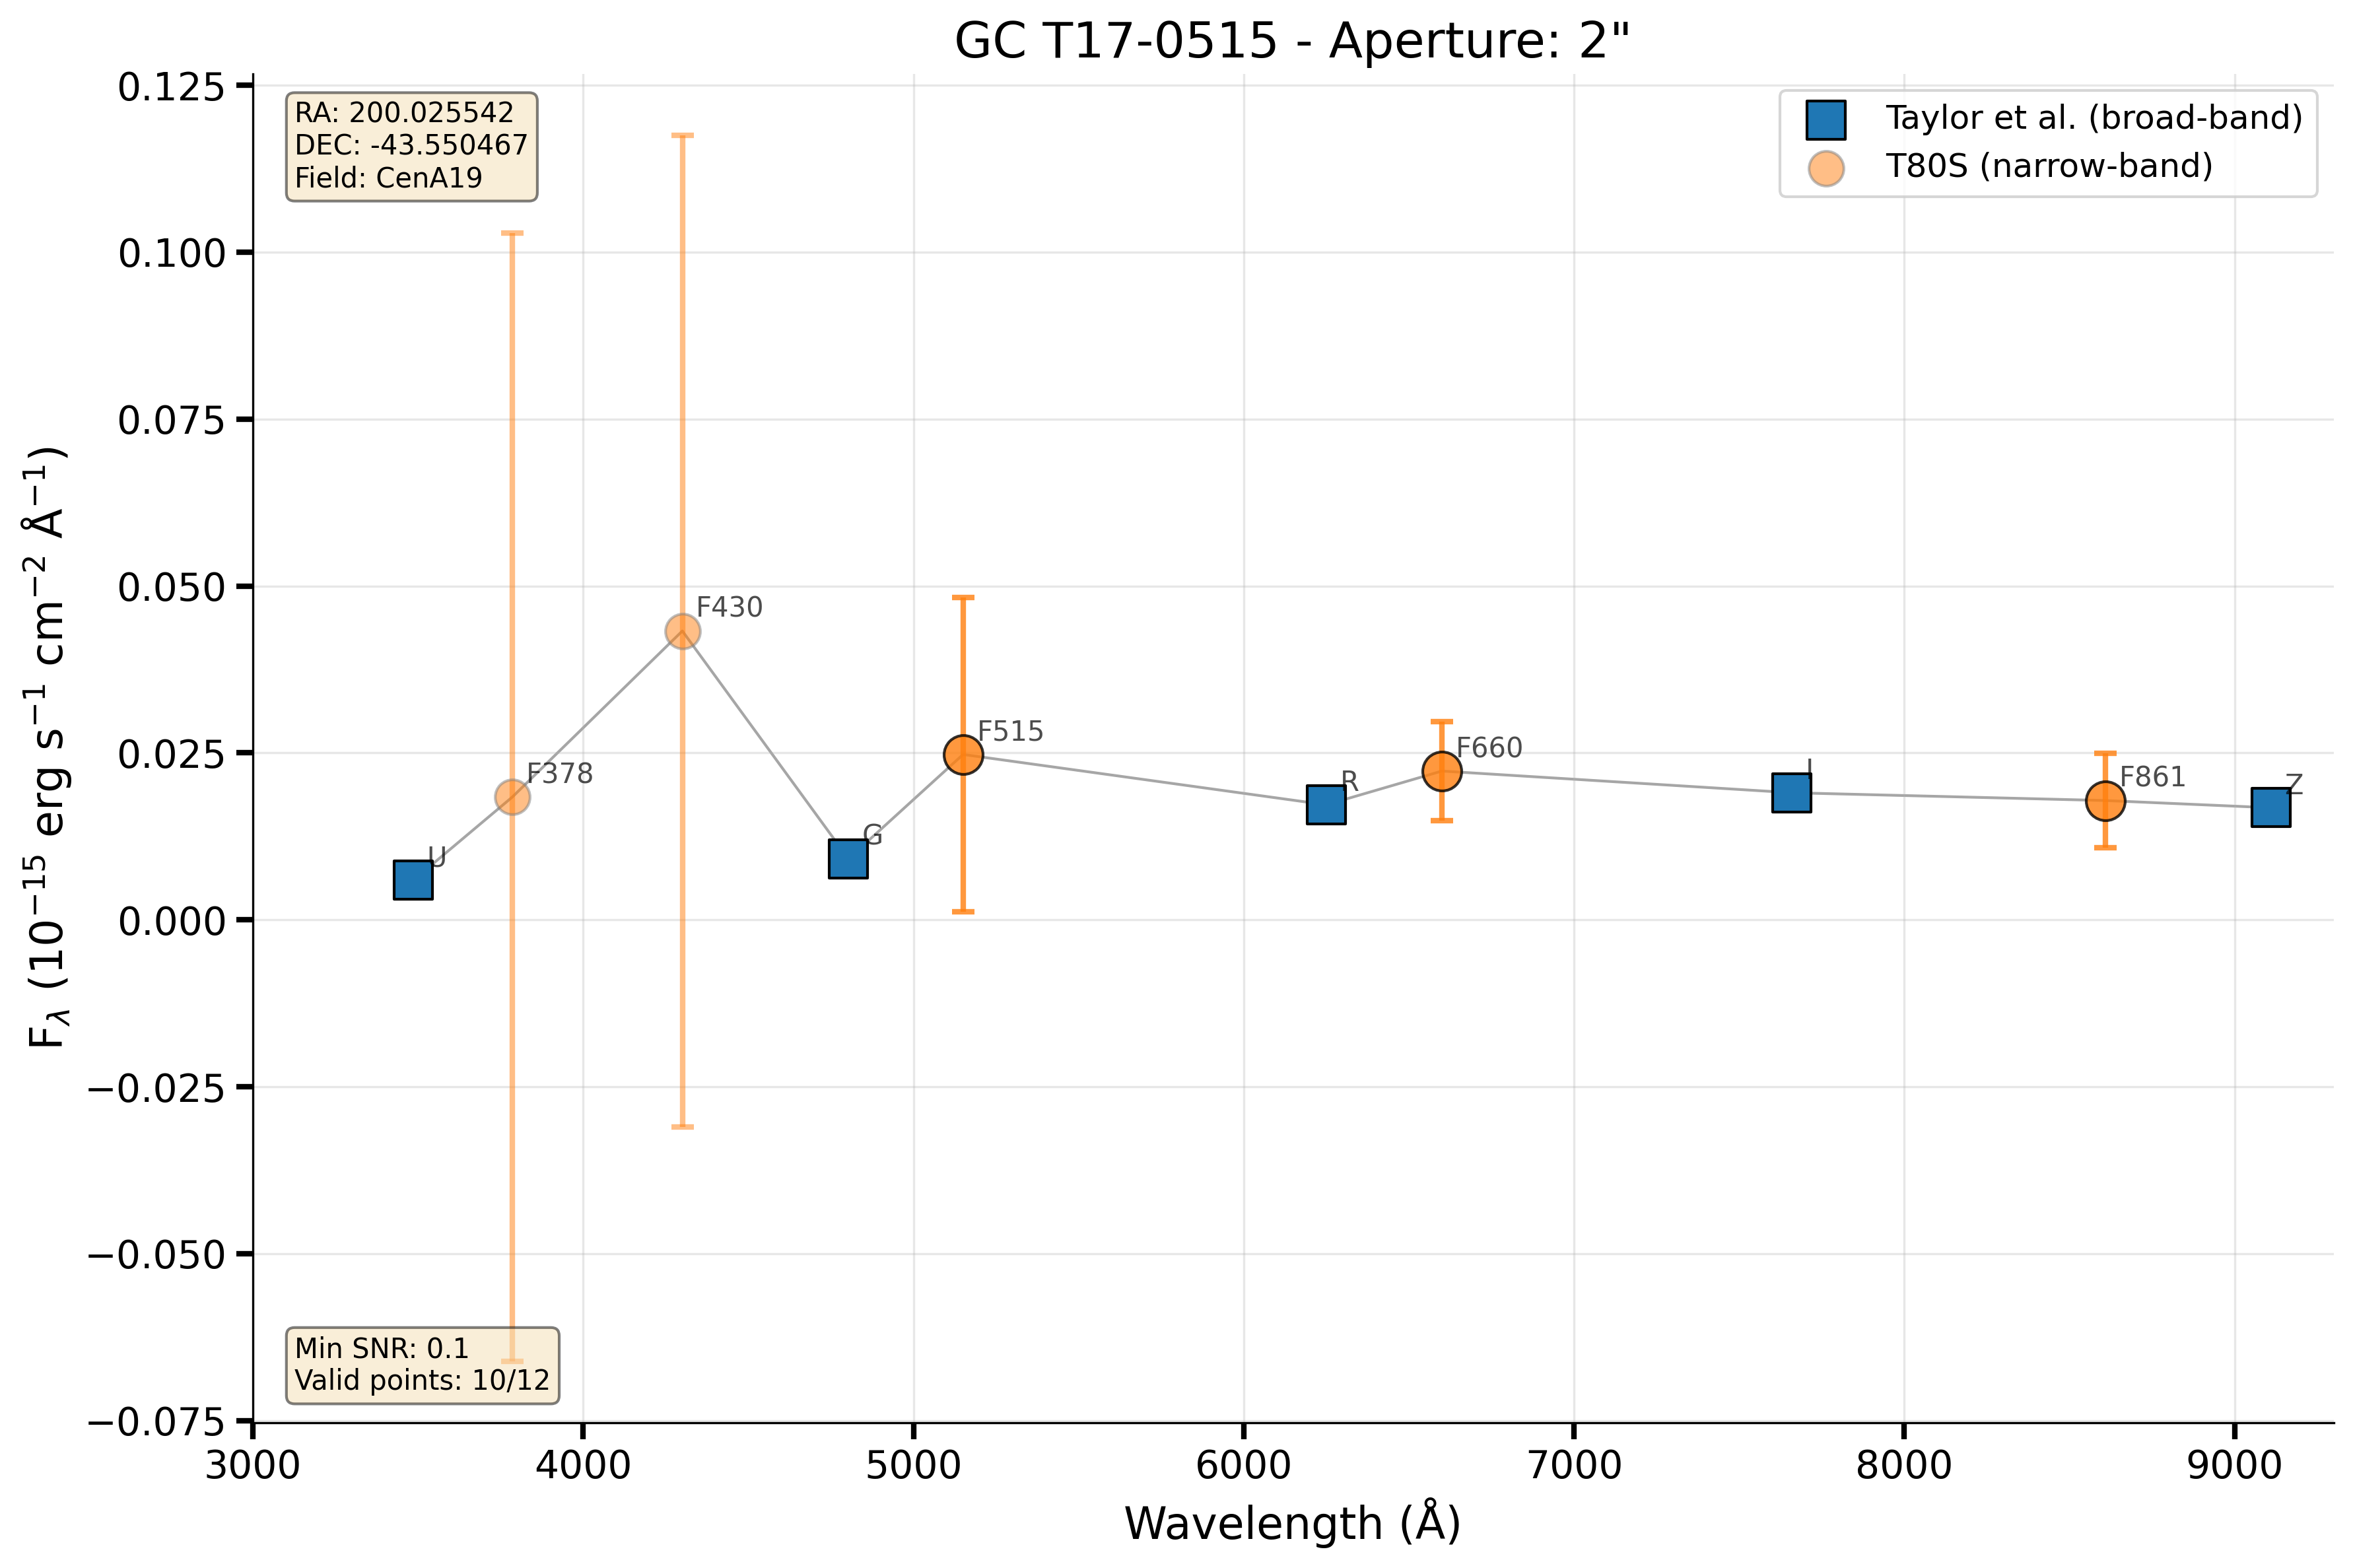 GC T17-0515 - Aperture: 2"
RA: 200.025542
DEC: -43.550467
Field: CenA19
Taylor et al. (broad-band)
T80S (narrow-band)
0.125
0.100
0.075
0.050
0.025
0.000
−0.025
−0.050
−0.075
F_λ (10⁻¹⁵ erg s⁻¹ cm⁻² Å⁻¹)
U
F378
F430
G
F515
R
F660
I
F861
Z
Min SNR: 0.1
Valid points: 10/12
3000 4000 5000 6000 7000 8000 9000
Wavelength (Å)